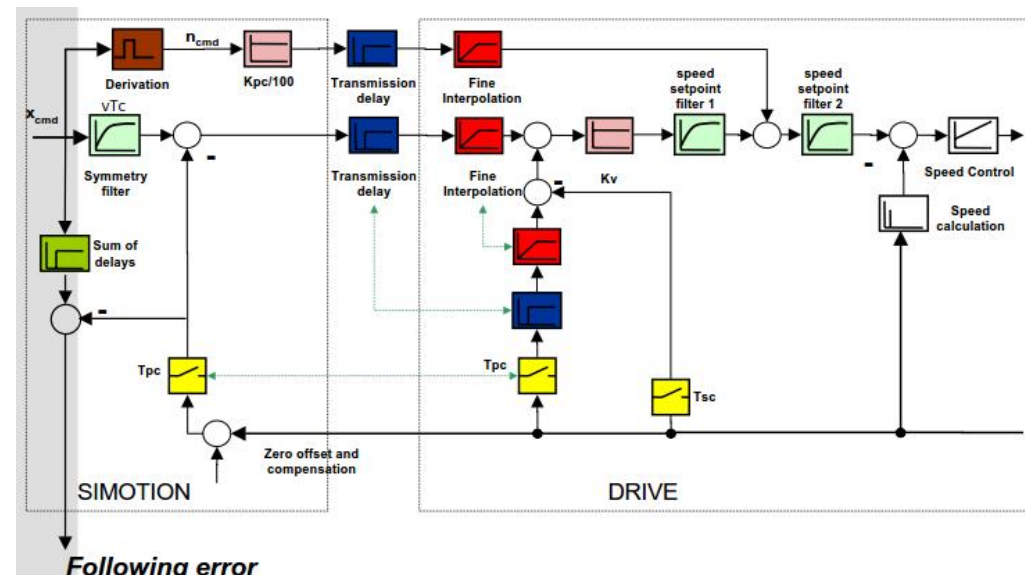 n_cmd
Derivation
Kpc/100
Transmission
delay
Fine
Interpolation
speed
setpoint
filter 1
speed
setpoint
filter 2
x_cmd
vTc
-
Symmetry
filter
Transmission
delay
Fine
Interpolation
-
Kv
-
Speed Control
Speed
calculation
Sum of
delays
-
Tpc
Tpc
Tsc
Zero offset and
compensation
SIMOTION
DRIVE
Following error